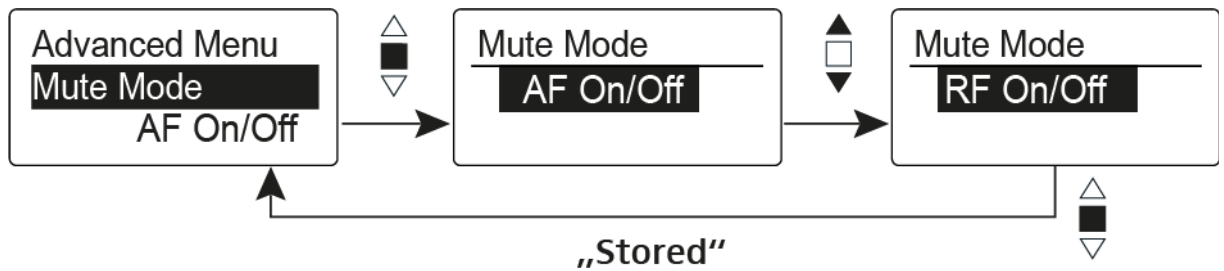 Advanced Menu
Mute Mode
AF On/Off
Mute Mode
AF On/Off
Mute Mode
RF On/Off
„Stored“